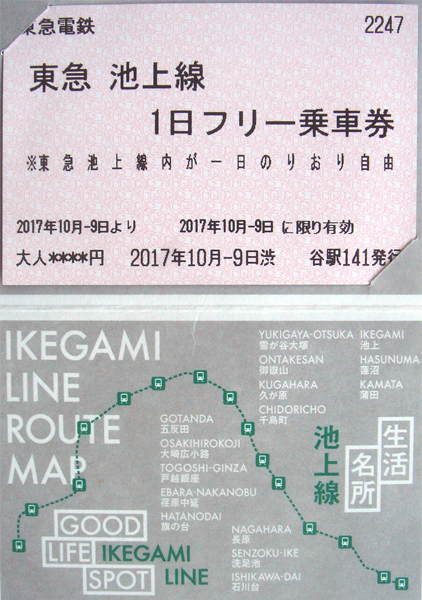 東急電鉄 2247
東急 池上線
1日フリー乗車券
※東急池上線内が一日のりおり自由
2017年10月-9日より 2017年10月-9日 に限り有効
大人****円 2017年10月-9日渋 谷駅141発行
IKEGAMI
LINE
ROUTE
MAP
YUKIGAYA-OTSUKA
雪が谷大塚
ONTAKESAN
御嶽山
KUGAHARA
久が原
CHIDORICHO
千鳥町
IKEGAMI
池上
HASUNUMA
蓮沼
KAMATA
蒲田
GOTANDA
五反田
OSAKIHIROKOJI
大崎広小路
TOGOSHI-GINZA
戸越銀座
EBARA-NAKANOBU
荏原中延
HATANODAI
旗の台
池上線
生活
名所
NAGAHARA
長原
SENZOKU-IKE
洗足池
ISHIKAWA-DAI
石川台
GOOD
LIFE IKEGAMI
SPOT LINE